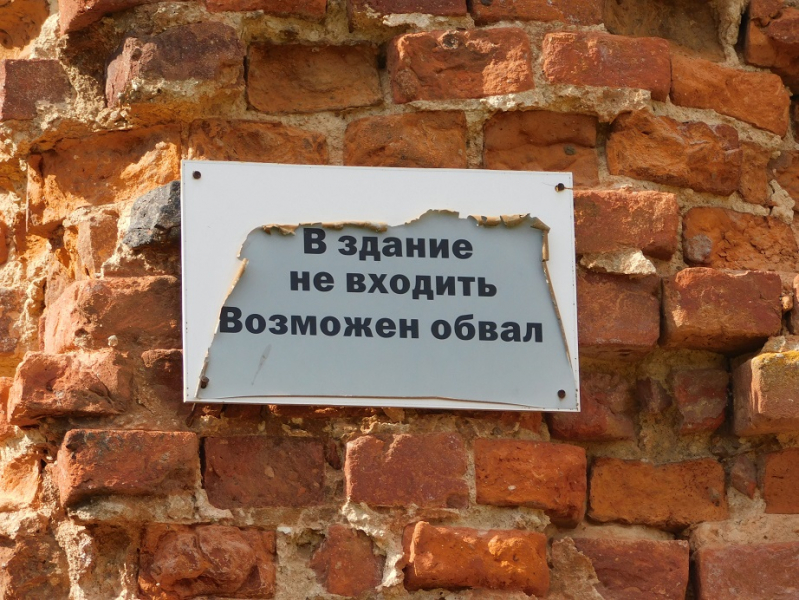 В здание
не входить
Возможен обвал